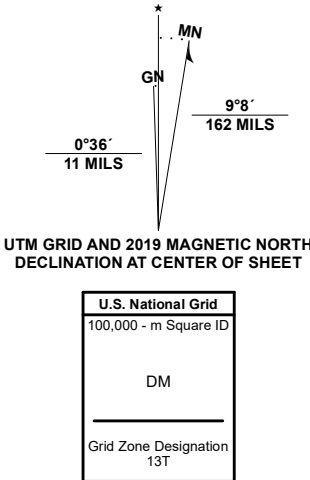 ★
MN
GN
9°8´
162 MILS
0°36´
11 MILS
UTM GRID AND 2019 MAGNETIC NORTH
DECLINATION AT CENTER OF SHEET
U.S. National Grid
100,000 - m Square ID
DM
Grid Zone Designation
13T